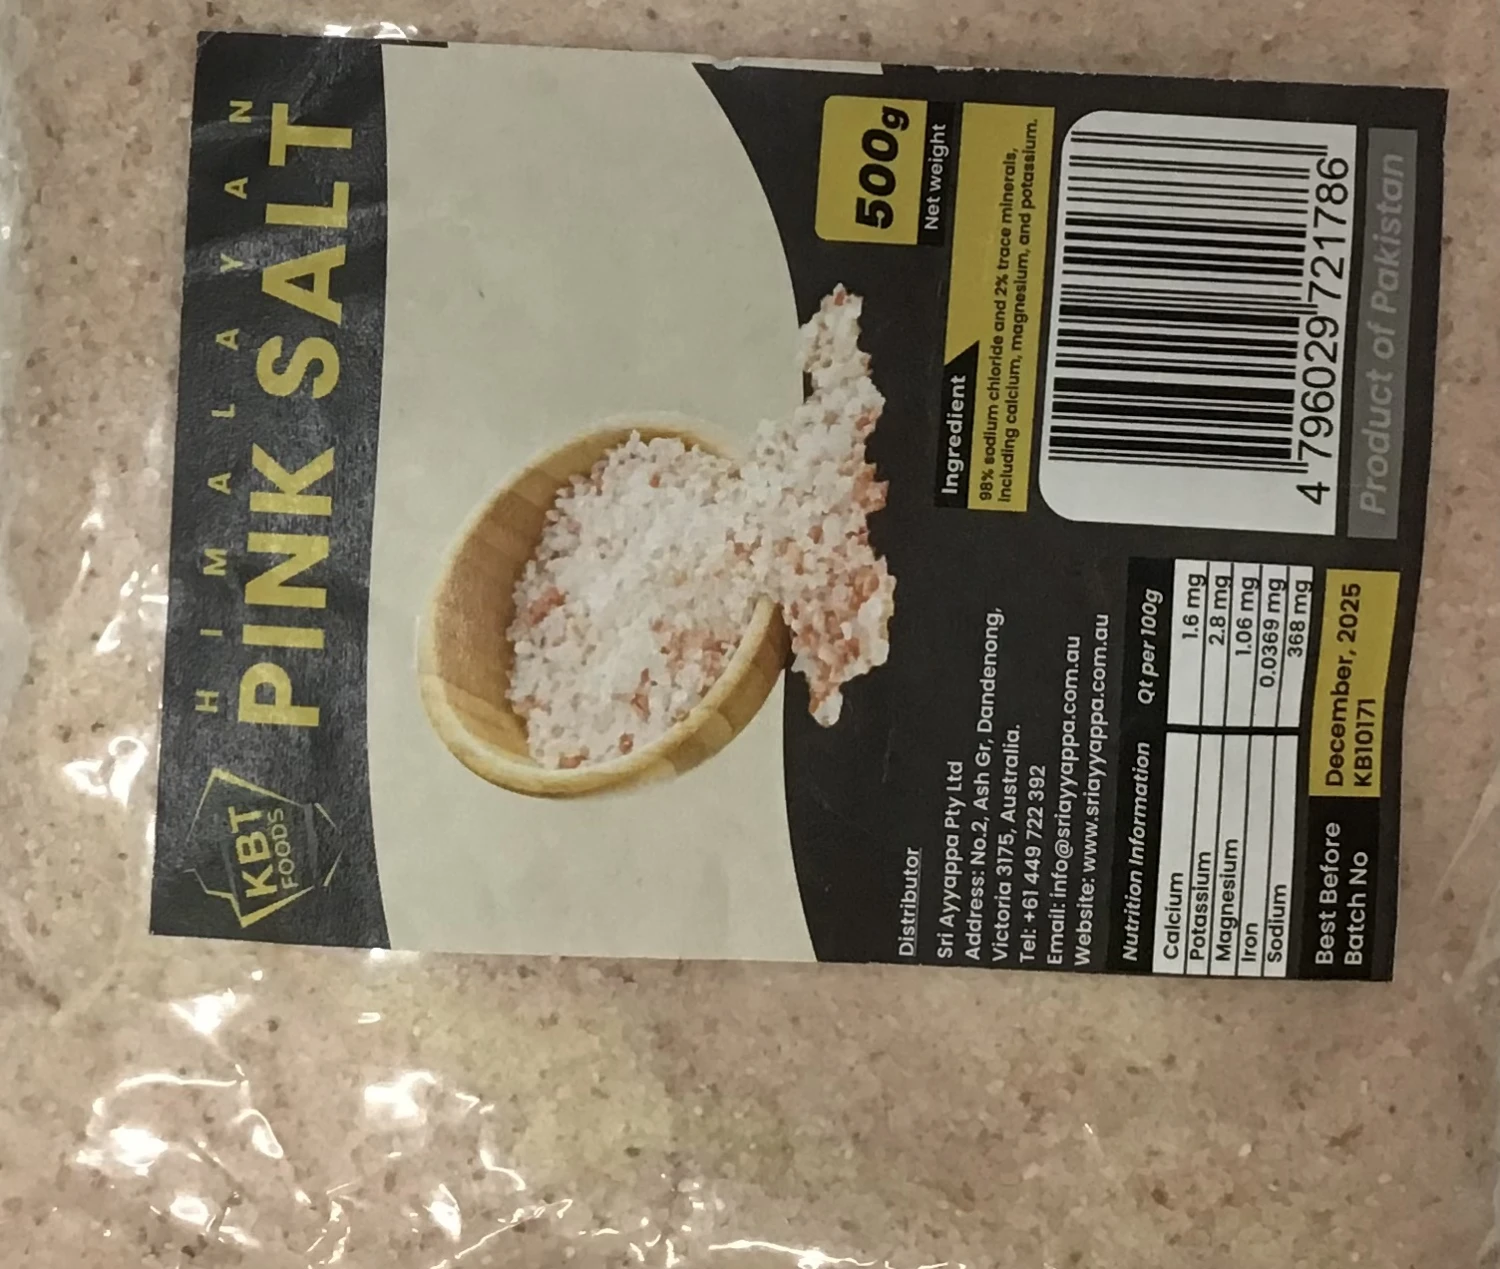 HIMALAYAN
PINK SALT
KBT
FOODS
500g
Net weight
Ingredient
98% sodium chloride and 2% trace minerals,
including calcium, magnesium, and potassium.
Distributor
Sri Ayyappa Pty Ltd
Address: No.2, Ash Gr, Dandenong,
Victoria 3175, Australia.
Tel: +61 449 722 392
Email: info@sriayyappa.com.au
Website: www.sriayyappa.com.au
Nutrition Information Qt per 100g
Calcium 1.6 mg
Potassium 2.8 mg
Magnesium 1.06 mg
Iron 0.0369 mg
Sodium 368 mg
Best Before December, 2025
Batch No KB10171
4 796029 721786
Product of Pakistan